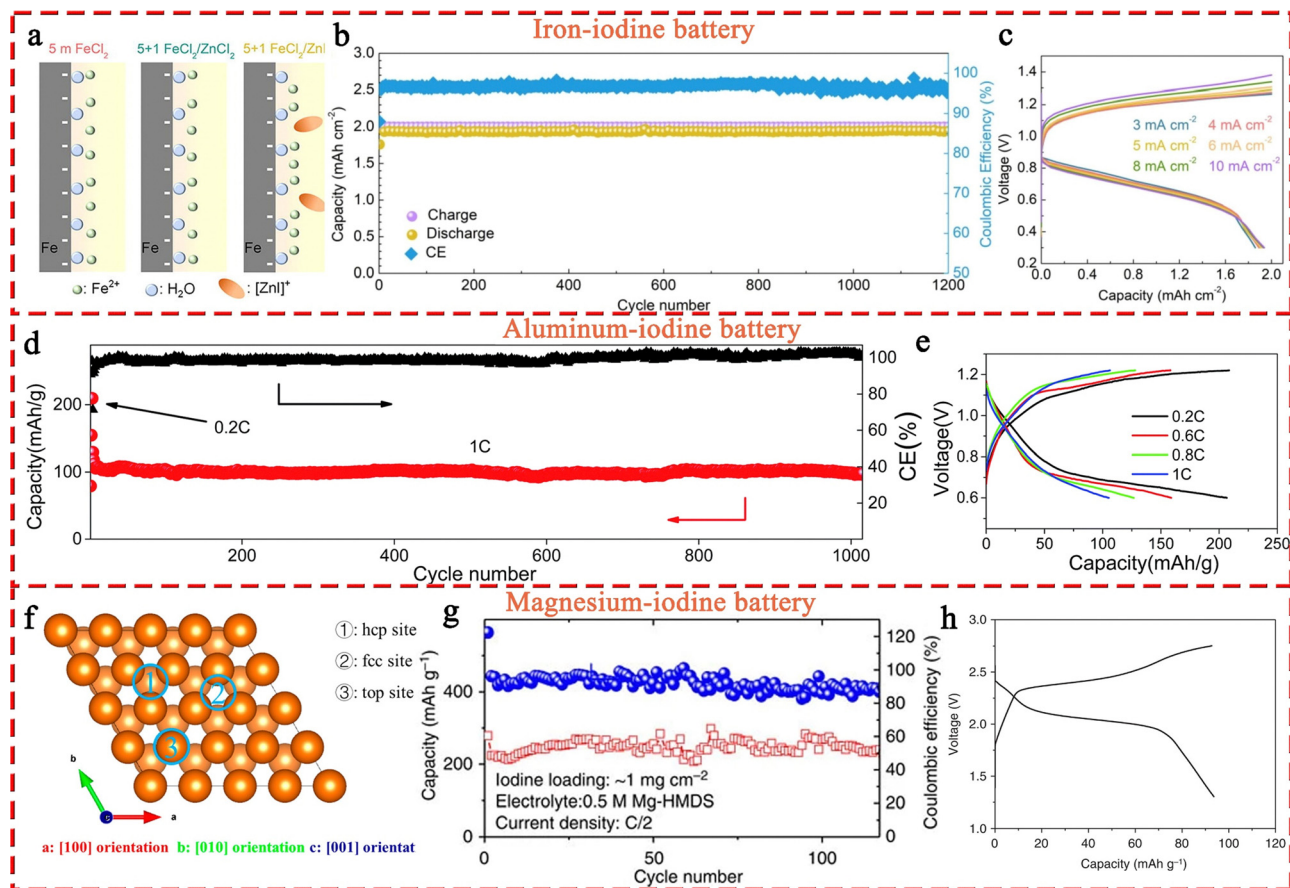 Iron-iodine battery
a
5 m FeCl₂
5+1 FeCl₂/ZnCl₂
5+1 FeCl₂/ZnI
Fe
Fe
Fe
: Fe²⁺
: H₂O
: [ZnI]⁺
b
3.0
2.5
2.0
1.5
1.0
0.5
0.0
Capacity (mAh cm⁻²)
Charge
Discharge
CE
100
90
80
70
60
50
Coulombic Efficiency (%)
0 200 400 600 800 1000 1200
Cycle number
c
1.4
1.2
1.0
0.8
0.6
0.4
0.2
Voltage (V)
3 mA cm⁻² 4 mA cm⁻²
5 mA cm⁻² 6 mA cm⁻²
8 mA cm⁻² 10 mA cm⁻²
0.0 0.4 0.8 1.2 1.6 2.0
Capacity (mAh cm⁻²)
Aluminum-iodine battery
d
200
100
0
Capacity(mAh/g)
0.2C
1C
100
80
60
40
20
0
CE(%)
200 400 600 800 1000
Cycle number
e
1.2
1.0
0.8
0.6
Voltage(V)
0.2C
0.6C
0.8C
1C
0 50 100 150 200 250
Capacity(mAh/g)
Magnesium-iodine battery
f
1
2
3
①: hcp site
②: fcc site
③: top site
b
a
a: [100] orientation b: [010] orientation c: [001] orientat
g
400
200
0
Capacity (mAh g⁻¹)
Iodine loading: ~1 mg cm⁻²
Electrolyte:0.5 M Mg-HMDS
Current density: C/2
120
100
80
60
40
20
0
Coulombic efficiency (%)
0 50 100
Cycle number
h
3.0
2.5
2.0
1.5
1.0
Voltage (V)
0 20 40 60 80 100 120
Capacity (mAh g⁻¹)